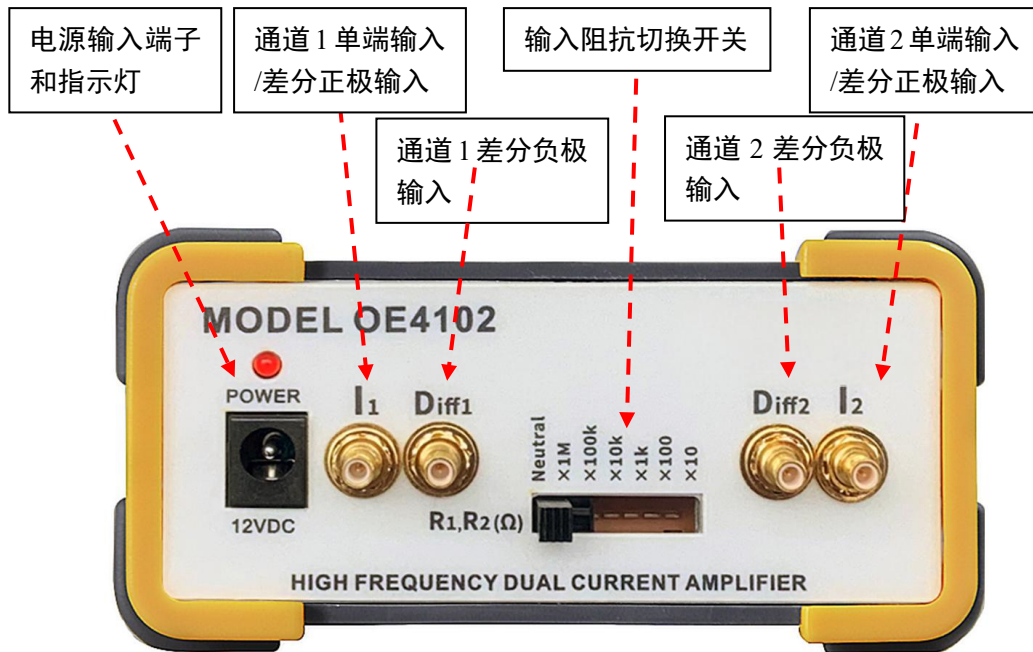 电源输入端子
和指示灯
通道1单端输入
/差分正极输入
输入阻抗切换开关
通道2单端输入
/差分正极输入
通道1差分负极
输入
通道2差分负极
输入
MODEL OE4102
POWER
I1
Diff1
Neutral
×1M
×100k
×10k
×1k
×100
×10
Diff2
I2
12VDC
R1,R2(Ω)
HIGH FREQUENCY DUAL CURRENT AMPLIFIER